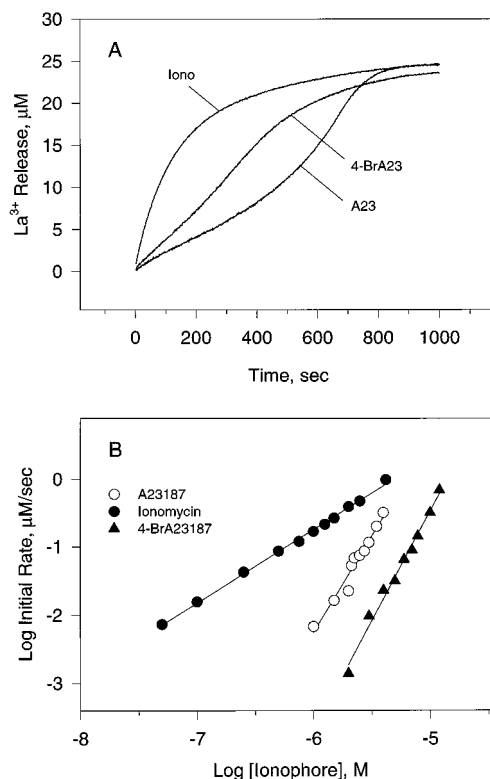 A
30
25
20
15
10
5
0
La³⁺ Release, µM
Iono
4-BrA23
A23
0 200 400 600 800 1000
Time, sec
B
0
-1
-2
-3
Log Initial Rate, µM/sec
A23187
Ionomycin
4-BrA23187
-8 -7 -6 -5
Log [Ionophore], M